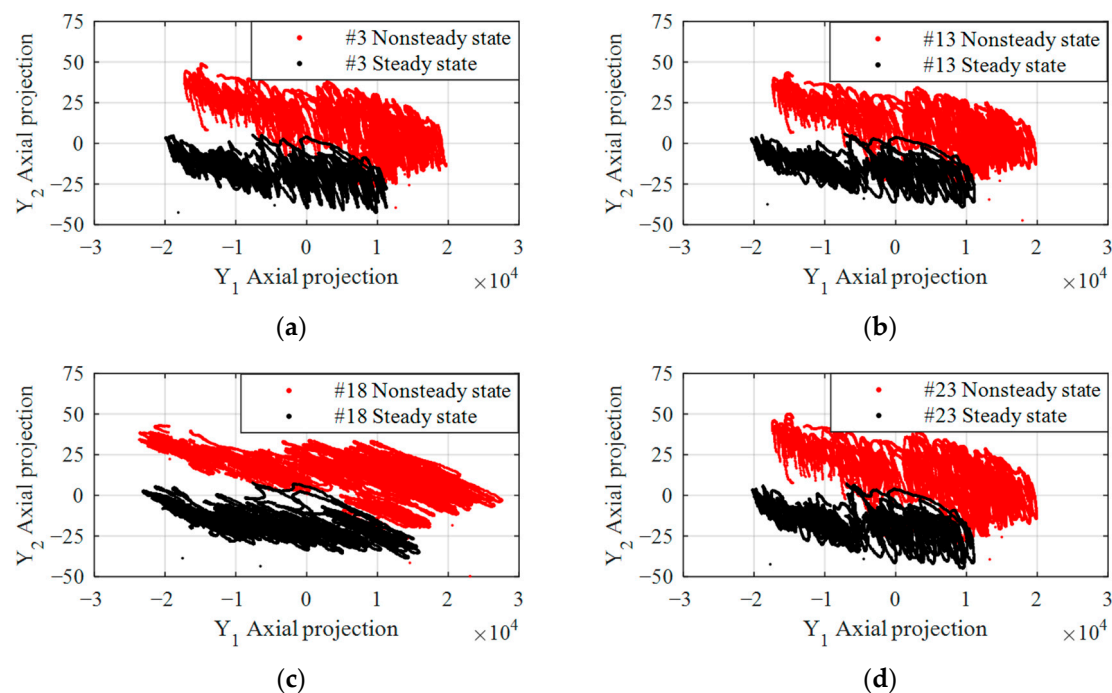 75
50
25
0
−25
−50
Y2 Axial projection
#3 Nonsteady state
#3 Steady state
−3 −2 −1 0 1 2 3
Y1 Axial projection ×10^4
(a)
75
50
25
0
−25
−50
Y2 Axial projection
#13 Nonsteady state
#13 Steady state
−3 −2 −1 0 1 2 3
Y1 Axial projection ×10^4
(b)
75
50
25
0
−25
−50
Y2 Axial projection
#18 Nonsteady state
#18 Steady state
−3 −2 −1 0 1 2 3
Y1 Axial projection ×10^4
(c)
75
50
25
0
−25
−50
Y2 Axial projection
#23 Nonsteady state
#23 Steady state
−3 −2 −1 0 1 2 3
Y1 Axial projection ×10^4
(d)